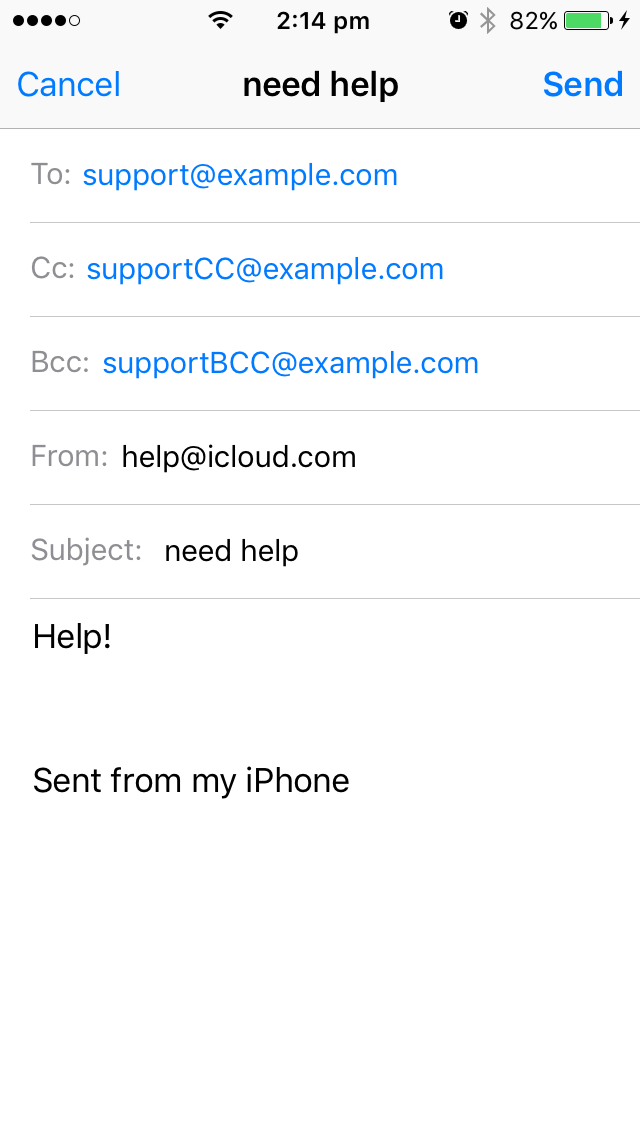 2:14 pm 82%
Cancel need help Send
To: support@example.com
Cc: supportCC@example.com
Bcc: supportBCC@example.com
From: help@icloud.com
Subject: need help
Help!
Sent from my iPhone